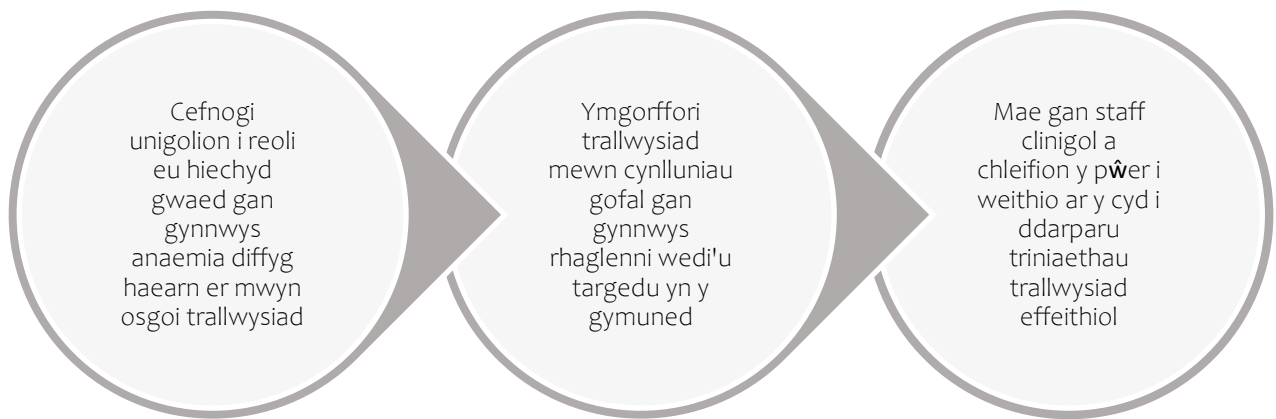 Cefnogi
unigolion i reoli
eu hiechyd
gwaed gan
gynnwys
anaemia diffyg
haearn er mwyn
osgoi trallwysiad
Ymgorffori
trallwysiad
mewn cynlluniau
gofal gan
gynnwys
rhaglenni wedi'u
targedu yn y
gymuned
Mae gan staff
clinigol a
chleifion y pŵer i
weithio ar y cyd i
ddarparu
triniaethau
trallwysiad
effeithiol